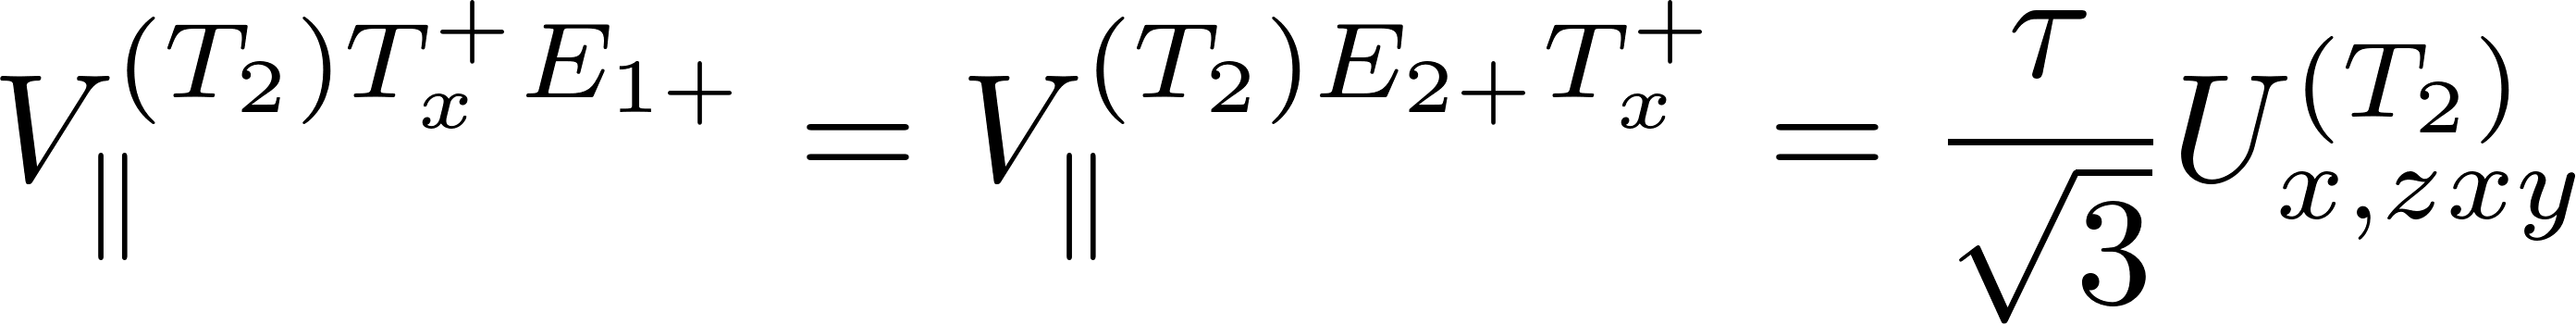 V_{\parallel}^{(T_2)T_x^+E_{1+}} = V_{\parallel}^{(T_2)E_{2+}T_x^+} = \frac{\tau}{\sqrt{3}} U_{x,zxy}^{(T_2)}